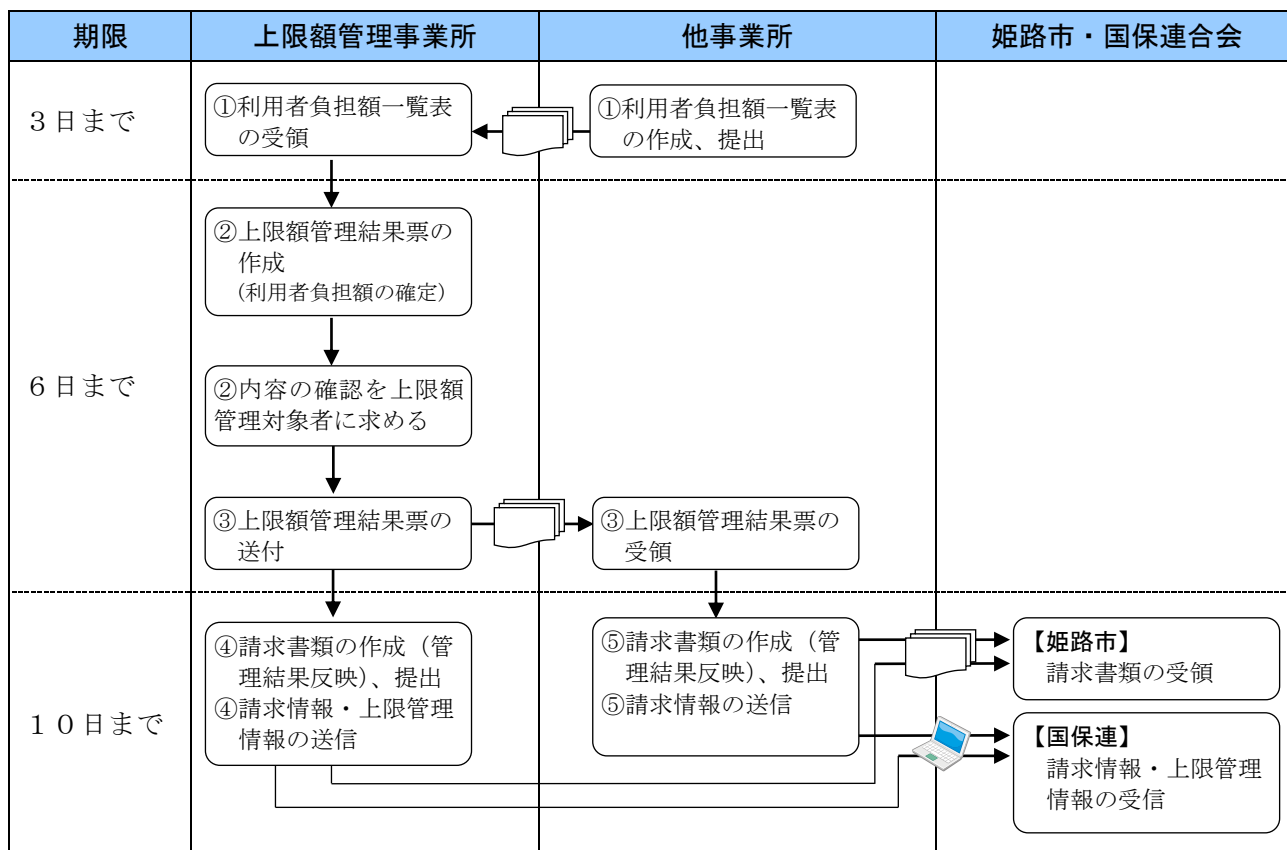 期限
上限額管理事業所
他事業所
姫路市・国保連合会
３日まで
①利用者負担額一覧表
の受領
①利用者負担額一覧表
の作成、提出
６日まで
②上限額管理結果票の
作成
（利用者負担額の確定）
②内容の確認を上限額
管理対象者に求める
③上限額管理結果票の
送付
③上限額管理結果票の
受領
１０日まで
④請求書類の作成（管
理結果反映）、提出
④請求情報・上限管理
情報の送信
⑤請求書類の作成（管
理結果反映）、提出
⑤請求情報の送信
【姫路市】
請求書類の受領
【国保連】
請求情報・上限管理
情報の受信